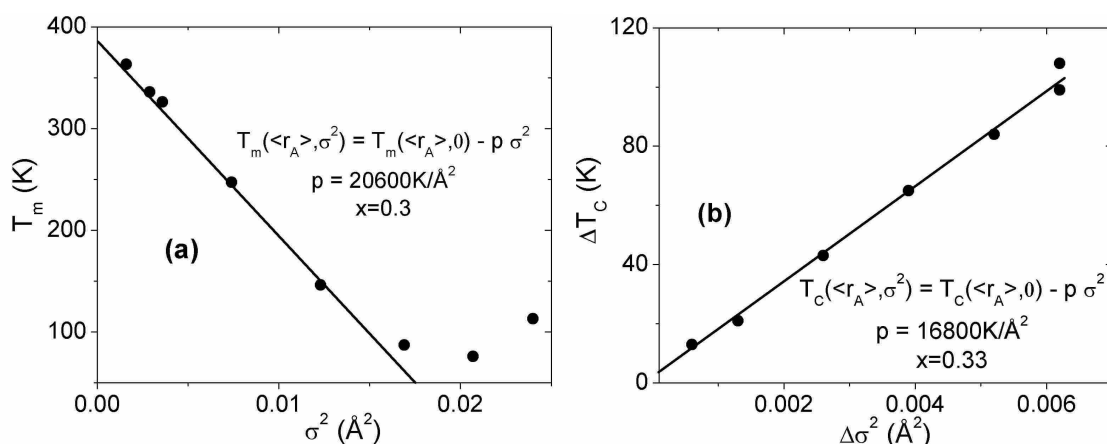 400
300
200
100
T_m (K)
T_m(<r_A>,σ²) = T_m(<r_A>,0) - p σ²
p = 20600K/Å²
x=0.3
(a)
0.00 0.01 0.02
σ² (Å²)
120
80
40
0
ΔT_C (K)
(b)
T_C(<r_A>,σ²) = T_C(<r_A>,0) - p σ²
p = 16800K/Å²
x=0.33
0.002 0.004 0.006
Δσ² (Å²)